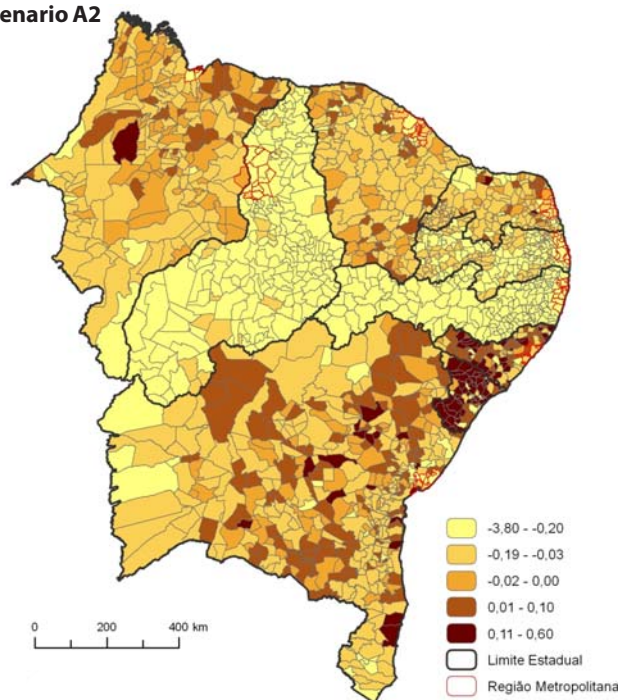 enario A2
-3.80 - -0,20
-0,19 - -0,03
-0,02 - 0,00
0,01 - 0,10
0,11 - 0,60
Limite Estadual
Região Metropolitana
0 200 400 km